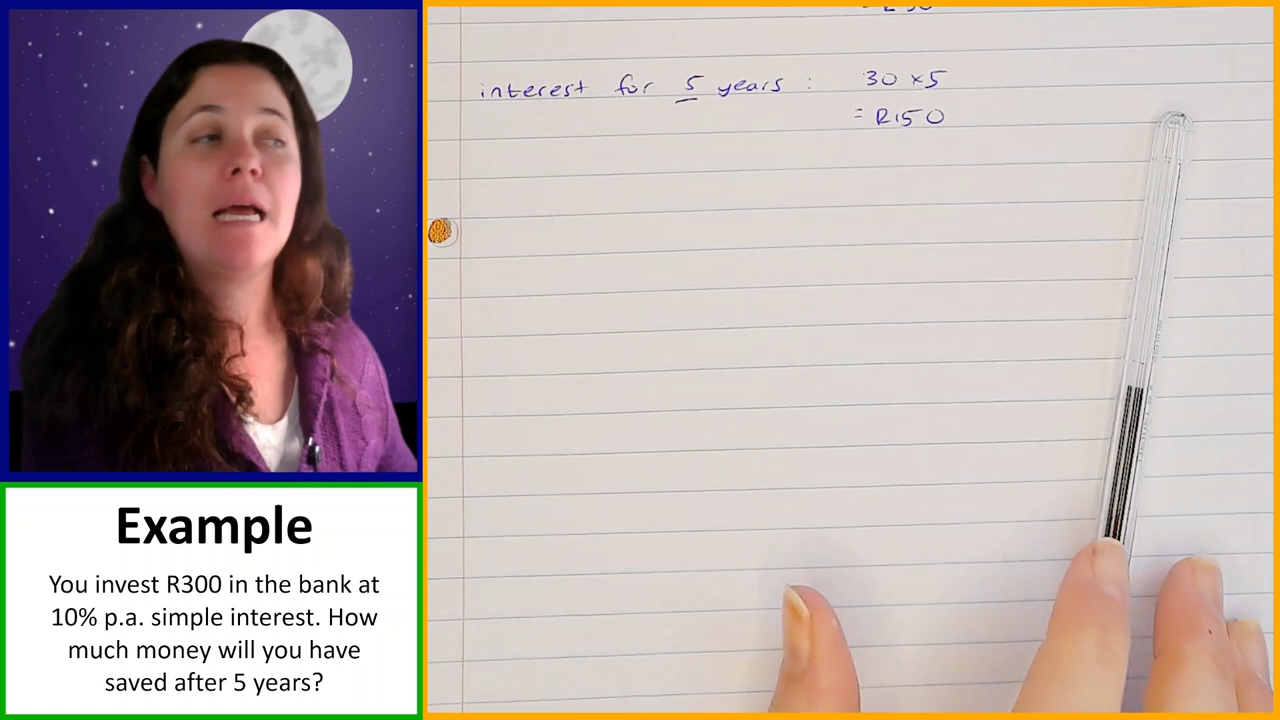 Example
You invest R300 in the bank at
10% p.a. simple interest. How
much money will you have
saved after 5 years?
interest for 5 years : 30 × 5
= R150